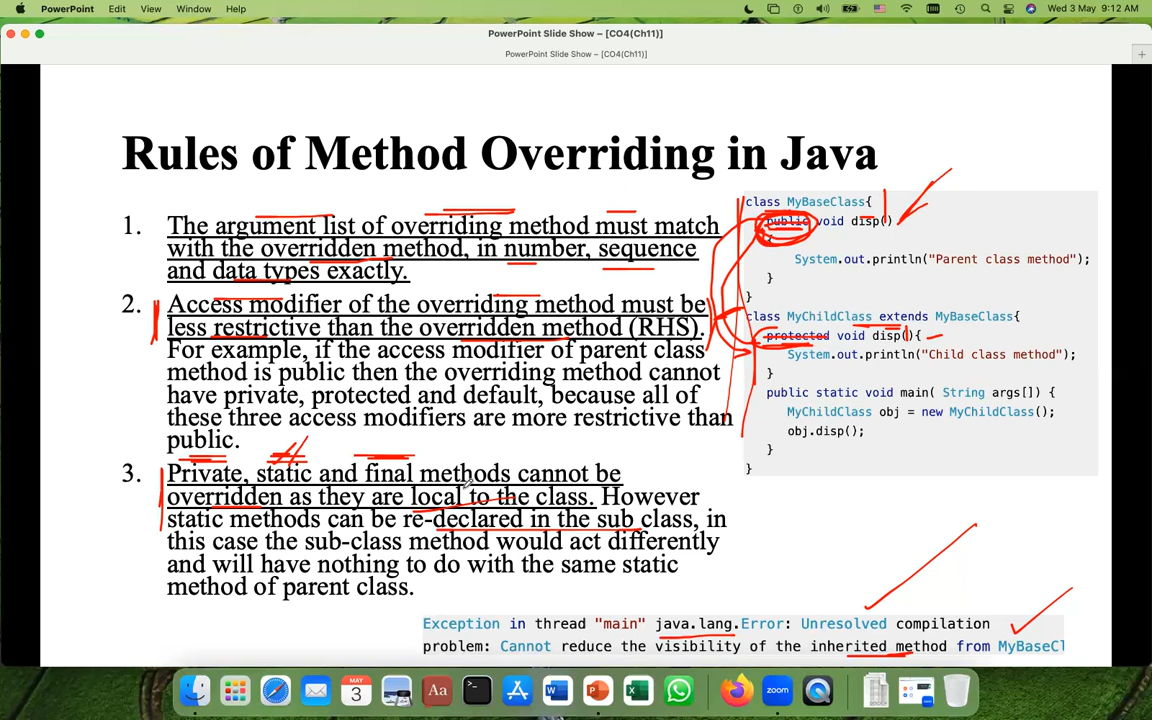 PowerPoint Edit View Window Help Wed 3 May 9:12 AM
PowerPoint Slide Show – [CO4(Ch11)]
PowerPoint Slide Show – [CO4(Ch11)]
Rules of Method Overriding in Java
1. The argument list of overriding method must match
with the overridden method, in number, sequence
and data types exactly.
2. Access modifier of the overriding method must be
less restrictive than the overridden method (RHS).
For example, if the access modifier of parent class
method is public then the overriding method cannot
have private, protected and default, because all of
these three access modifiers are more restrictive than
public.
3. Private, static and final methods cannot be
overridden as they are local to the class. However
static methods can be re-declared in the sub class, in
this case the sub-class method would act differently
and will have nothing to do with the same static
method of parent class.
class MyBaseClass{
public void disp()
{
System.out.println("Parent class method");
}
}
class MyChildClass extends MyBaseClass{
protected void disp(){
System.out.println("Child class method");
}
public static void main( String args[]) {
MyChildClass obj = new MyChildClass();
obj.disp();
}
}
Exception in thread "main" java.lang.Error: Unresolved compilation
problem: Cannot reduce the visibility of the inherited method from MyBaseCl
MAY
3
Aa
W
P
X
zoom